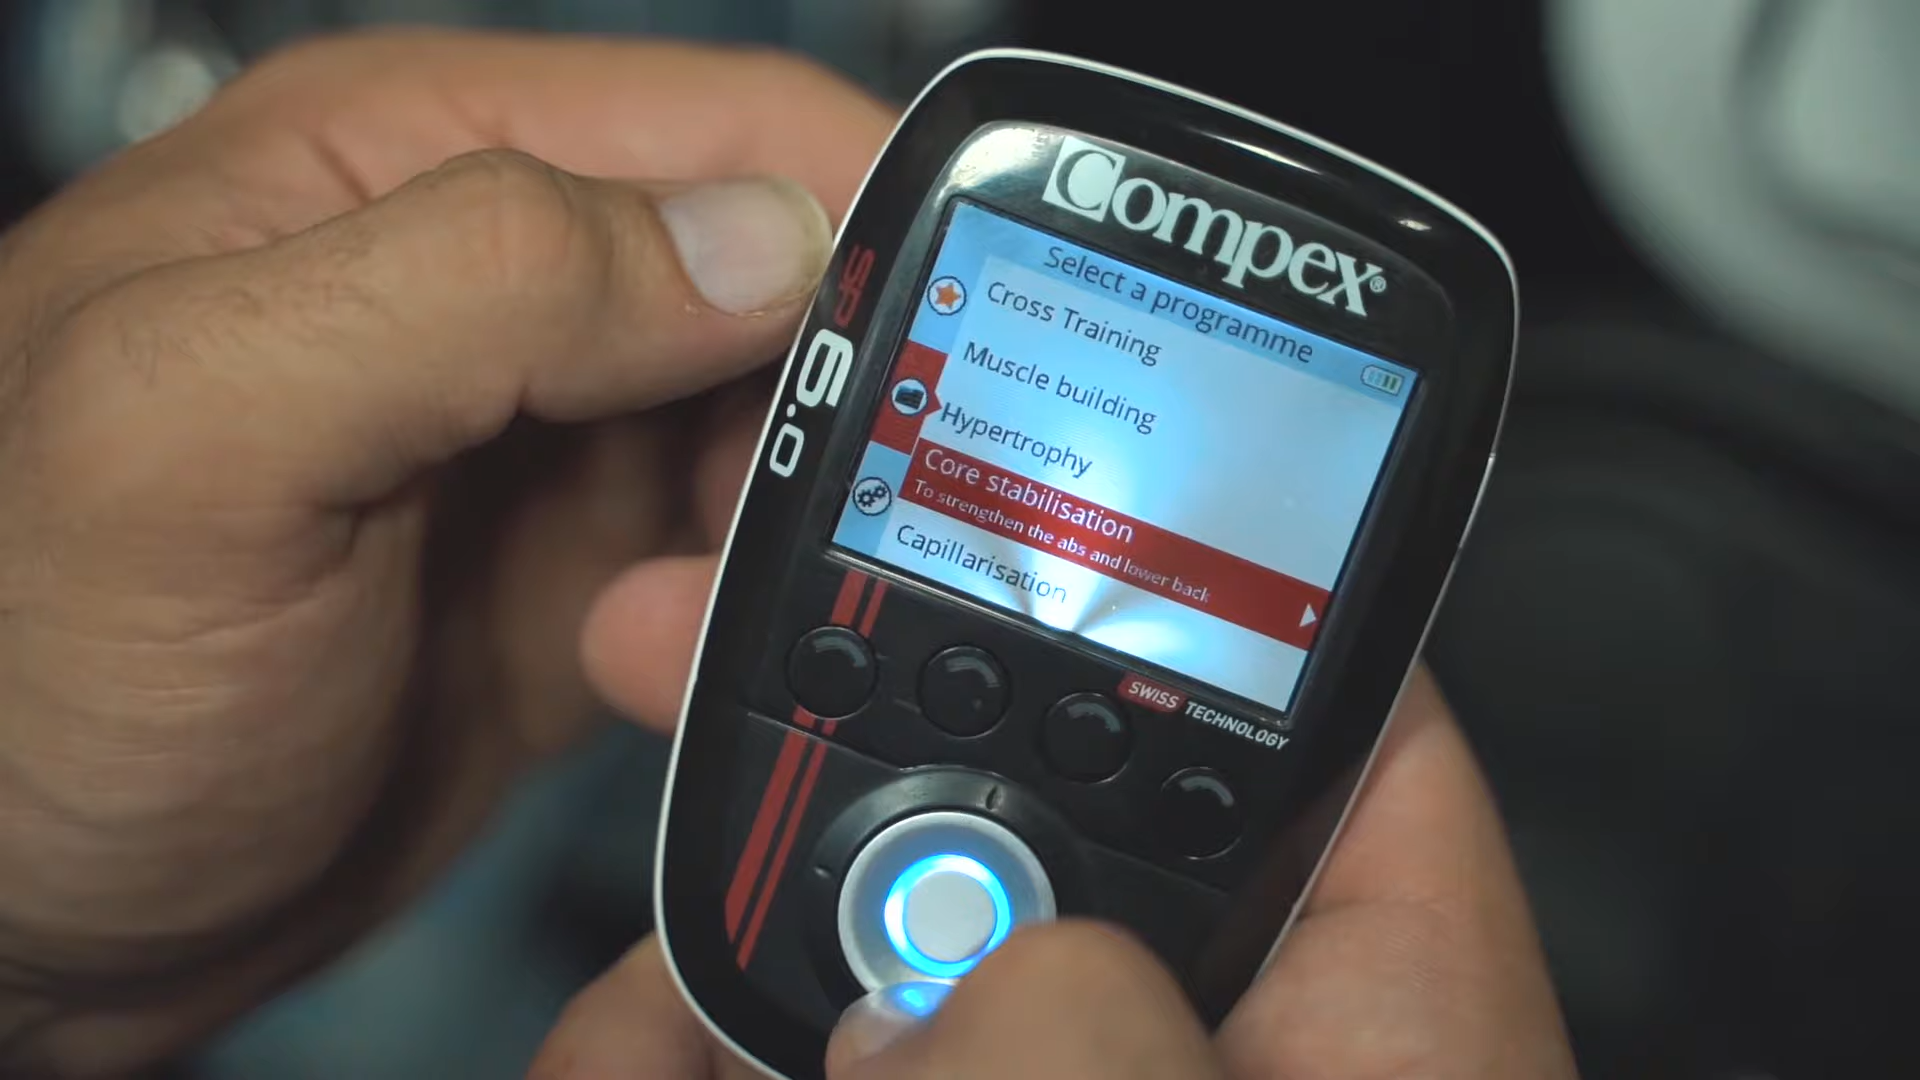 Compex®
Select a programme
Cross Training
Muscle building
Hypertrophy
Core stabilisation
To strengthen the abs and lower back
Capillarisation
SWISS TECHNOLOGY
SP 6.0